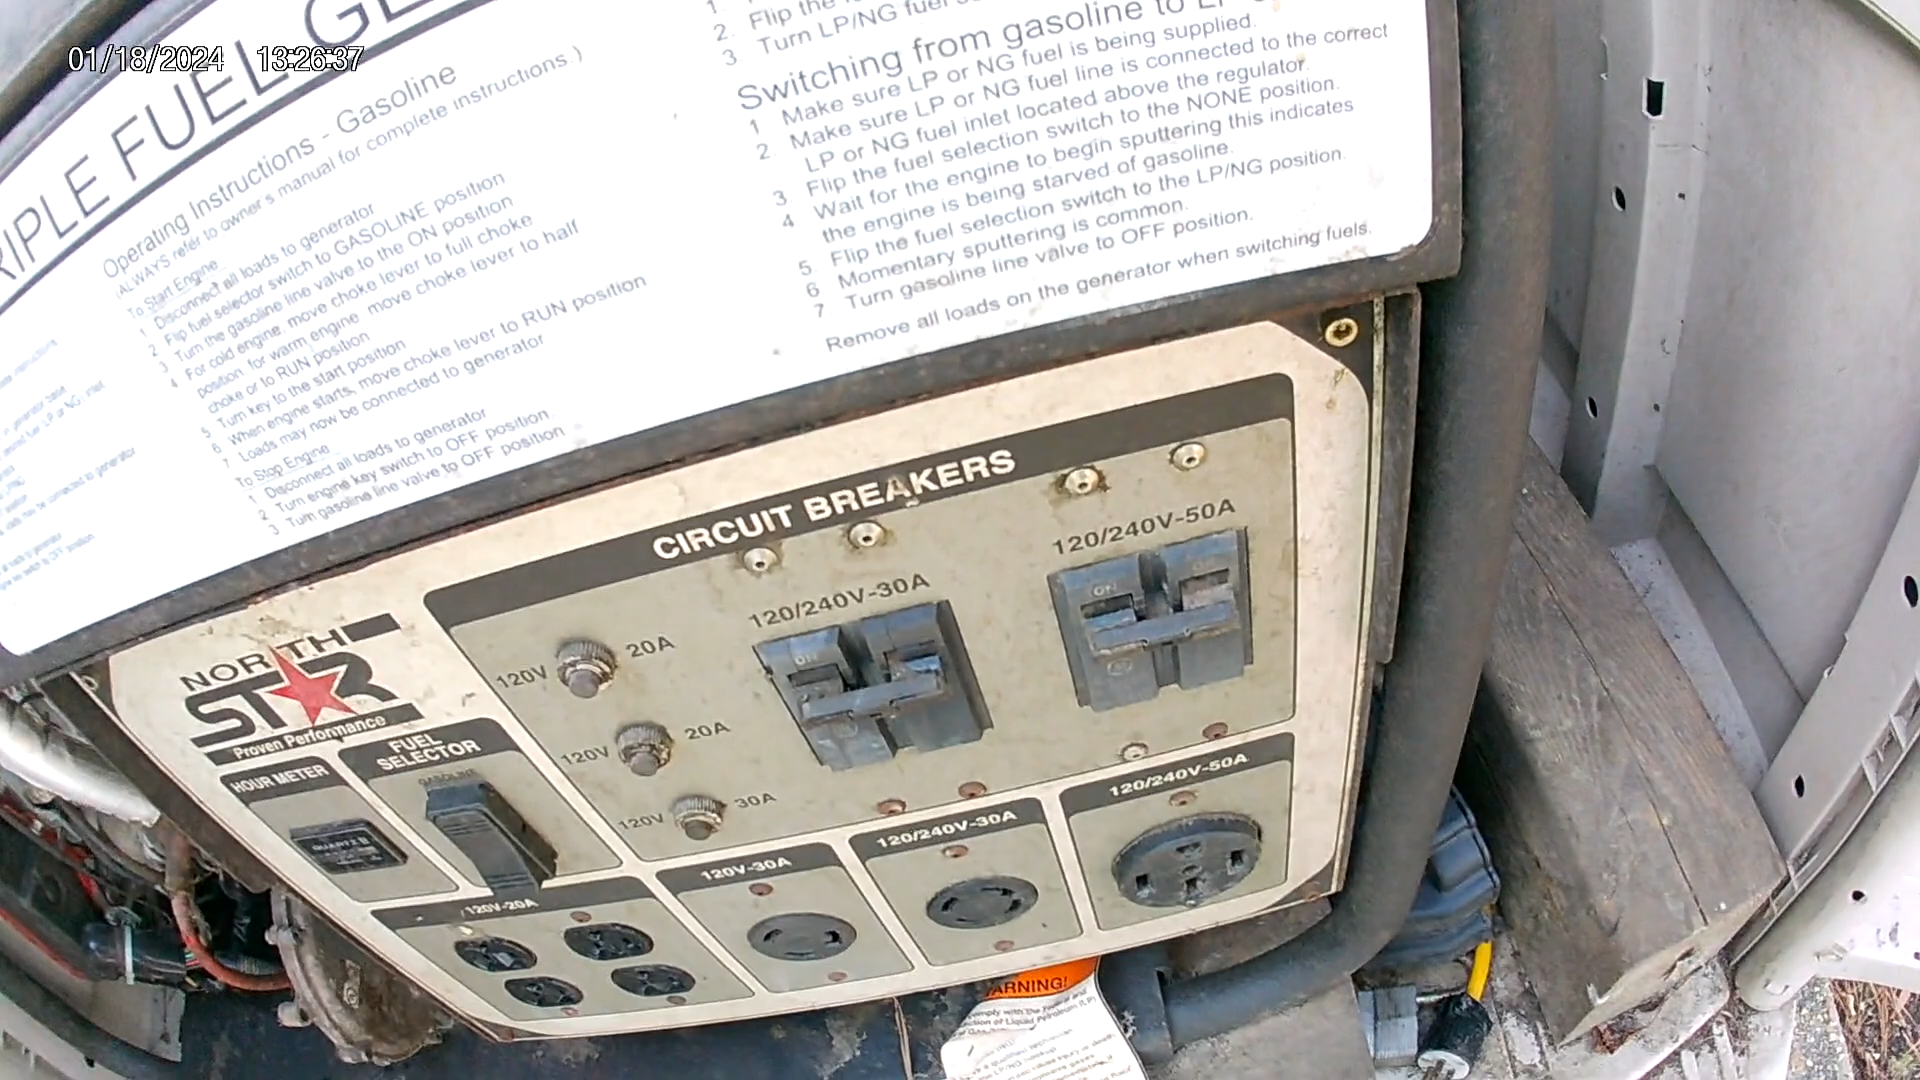 01/18/2024 13:26:37
RIPLE FUEL GE
Operating Instructions - Gasoline
(ALWAYS refer to owner's manual for complete instructions.)
To Start Engine
1 Disconnect all loads to generator
2 Flip fuel selector switch to GASOLINE position
3 Turn the gasoline line valve to the ON position
4 For cold engine, move choke lever to full choke
position, for warm engine move choke lever to half
choke or to RUN position
5 Turn key to the start position
6 When engine starts, move choke lever to RUN position
7 Loads may now be connected to generator
To Stop Engine
1 Disconnect all loads to generator
2 Turn engine key switch to OFF position
3 Turn gasoline line valve to OFF position
1.
2. Flip the
3 Turn LP/NG fuel
Switching from gasoline to LP
1 Make sure LP or NG fuel is being supplied.
2. Make sure LP or NG fuel line is connected to the correct
LP or NG fuel inlet located above the regulator.
3 Flip the fuel selection switch to the NONE position.
4 Wait for the engine to begin sputtering this indicates
the engine is being starved of gasoline.
5 Flip the fuel selection switch to the LP/NG position.
6 Momentary sputtering is common.
7 Turn gasoline line valve to OFF position.
Remove all loads on the generator when switching fuels.
CIRCUIT BREAKERS
120V 20A
120V 20A
120V 30A
120/240V-30A
ON
120/240V-50A
ON
NORTH
STAR
Proven Performance
HOUR METER
QUARTZ
FUEL
SELECTOR
GASOLINE
120V-20A
120V-30A
120/240V-30A
120/240V-50A
ARNING!